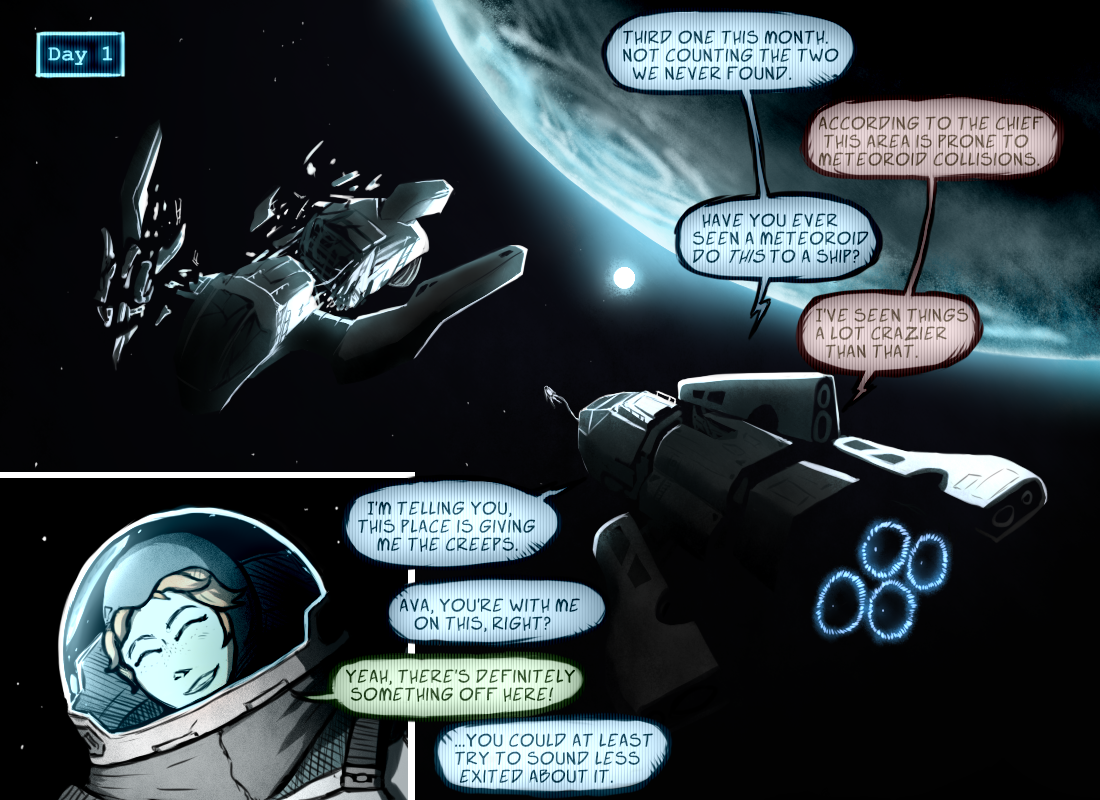 Day 1
THIRD ONE THIS MONTH.
NOT COUNTING THE TWO
WE NEVER FOUND.
ACCORDING TO THE CHIEF
THIS AREA IS PRONE TO
METEOROID COLLISIONS.
HAVE YOU EVER
SEEN A METEOROID
DO THIS TO A SHIP?
I'VE SEEN THINGS
A LOT CRAZIER
THAN THAT.
I'M TELLING YOU,
THIS PLACE IS GIVING
ME THE CREEPS.
AVA, YOU'RE WITH ME
ON THIS, RIGHT?
YEAH, THERE'S DEFINITELY
SOMETHING OFF HERE!
...YOU COULD AT LEAST
TRY TO SOUND LESS
EXITED ABOUT IT.